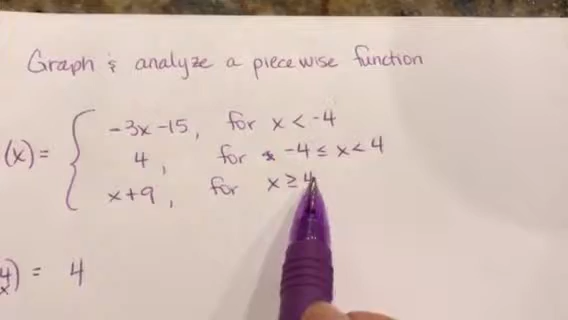 Graph & analyze a piecewise function
-3x-15, for x < -4
(x) = { 4, for -4 ≤ x < 4
x+9, for x ≥ 4
4) = 4
x